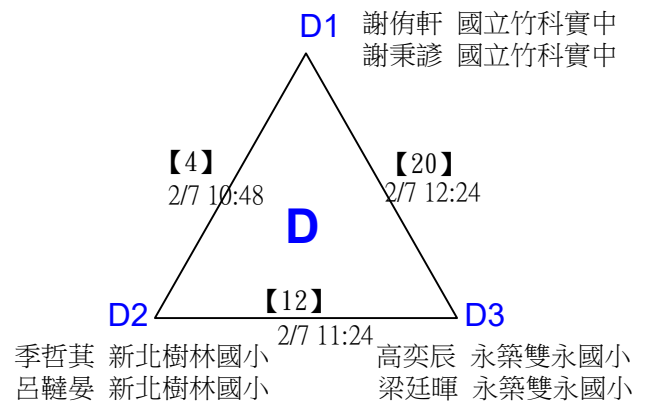 D1 謝侑軒 國立竹科實中
謝秉諺 國立竹科實中
【4】
2/7 10:48
【20】
2/7 12:24
D
【12】
2/7 11:24
D2
D3
季哲萁 新北樹林國小
呂韃晏 新北樹林國小
高奕辰 永築雙永國小
梁廷暉 永築雙永國小